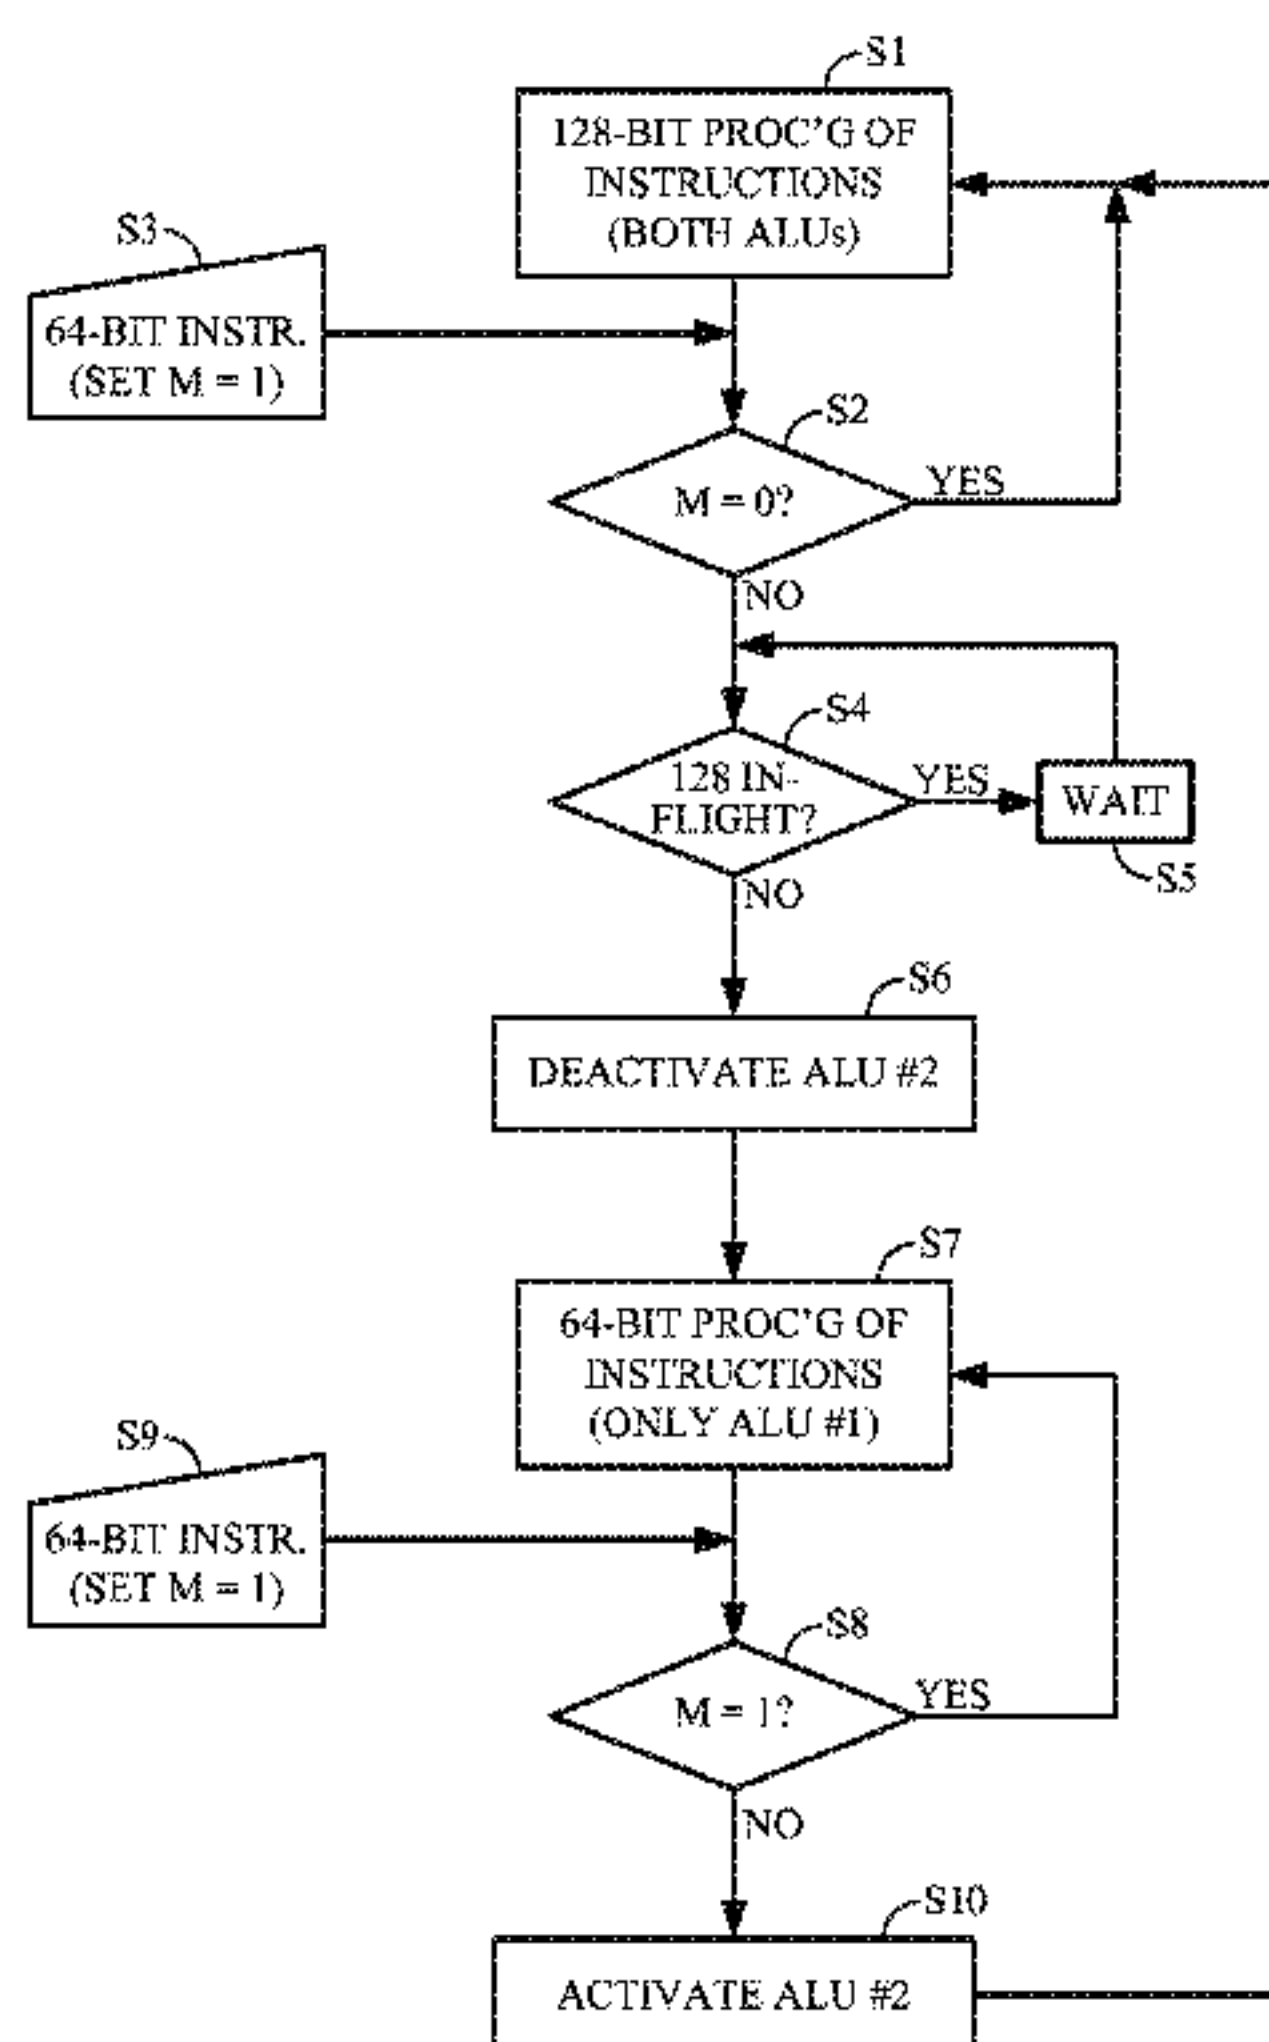 S1
128-BIT PROC'G OF
INSTRUCTIONS
(BOTH ALUs)
S3
64-BIT INSTR.
(SET M = 1)
S2
M = 0?
YES
NO
S4
128 IN-
FLIGHT?
YES
WAIT
S5
NO
S6
DEACTIVATE ALU #2
S7
64-BIT PROC'G OF
INSTRUCTIONS
(ONLY ALU #1)
S9
64-BIT INSTR.
(SET M = 1)
S8
M = 1?
YES
NO
S10
ACTIVATE ALU #2